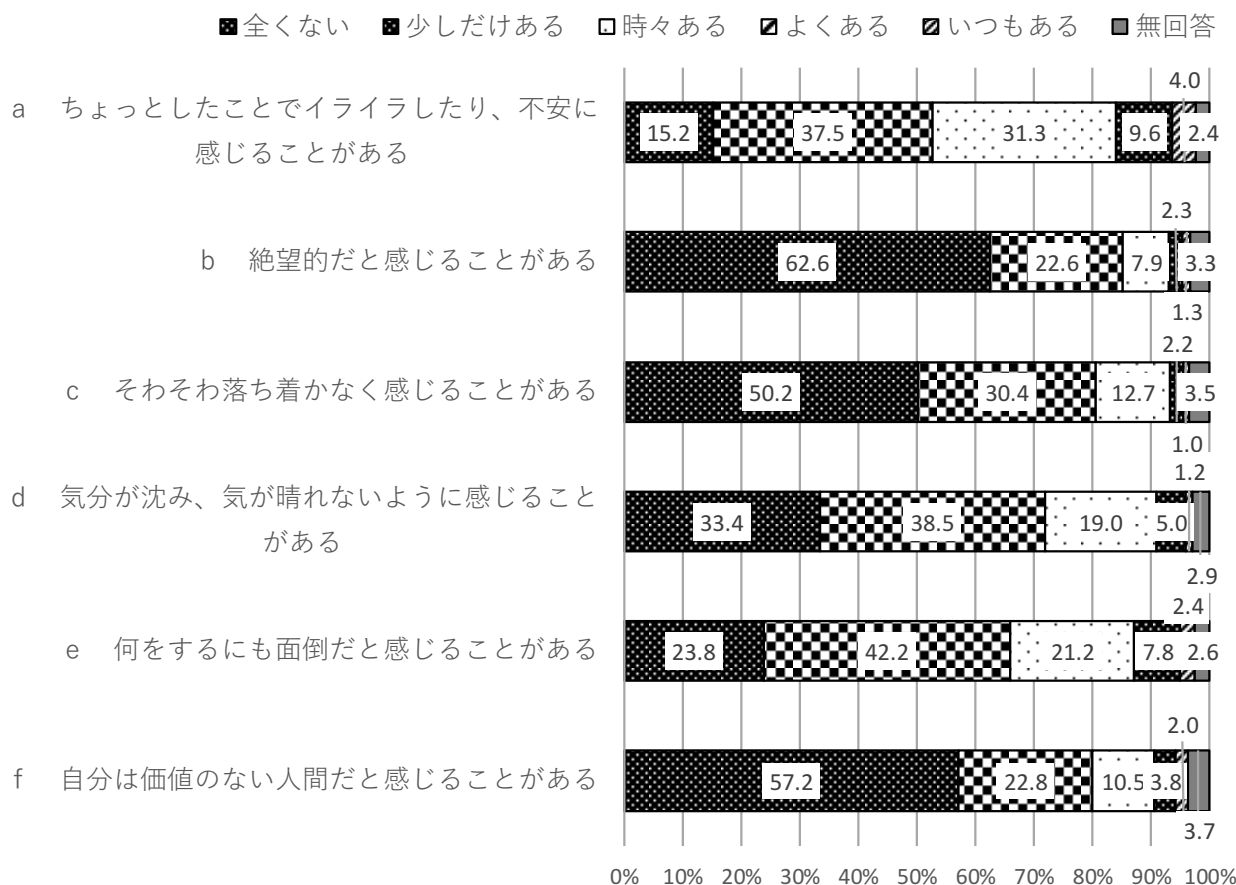 全くない 少しだけある 時々ある よくある いつもある 無回答
a ちょっとしたことでイライラしたり、不安に
感じることがある
15.2 37.5 31.3 9.6 4.0 2.4
b 絶望的だと感じることがある
62.6 22.6 7.9 2.3 1.3 3.3
c そわそわ落ち着かなく感じることがある
50.2 30.4 12.7 2.2 1.0 3.5
d 気分が沈み、気が晴れないように感じること
がある
33.4 38.5 19.0 5.0 1.2 2.9
e 何をするにも面倒だと感じることがある
23.8 42.2 21.2 7.8 2.4 2.6
f 自分は価値のない人間だと感じることがある
57.2 22.8 10.5 3.8 2.0 3.7
0% 10% 20% 30% 40% 50% 60% 70% 80% 90% 100%